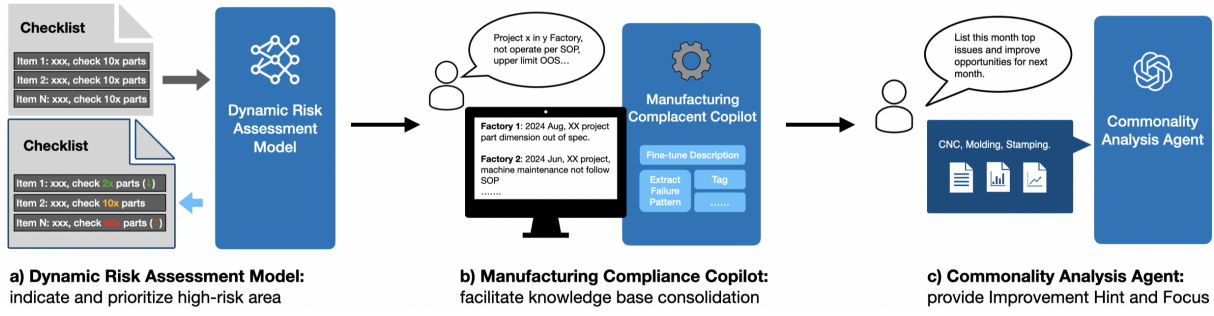 Checklist
Item 1: xxx, check 10x parts
Item 2: xxx, check 10x parts
Item N: xxx, check 10x parts
Checklist
Item 1: xxx, check 2x parts (↓)
Item 2: xxx, check 10x parts
Item N: xxx, check parts (↑)
Dynamic Risk
Assessment
Model
Project x in y Factory,
not operate per SOP,
upper limit OOS...
Factory 1: 2024 Aug, XX project
part dimension out of spec.
Factory 2: 2024 Jun, XX project,
machine maintenance not follow
SOP
.......
Manufacturing
Complacent Copilot
Fine-tune Description
Extract
Failure
Pattern
Tag
......
List this month top
issues and improve
opportunities for next
month.
CNC, Molding, Stamping.
Commonality
Analysis Agent
a) Dynamic Risk Assessment Model:
indicate and prioritize high-risk area
b) Manufacturing Compliance Copilot:
facilitate knowledge base consolidation
c) Commonality Analysis Agent:
provide Improvement Hint and Focus